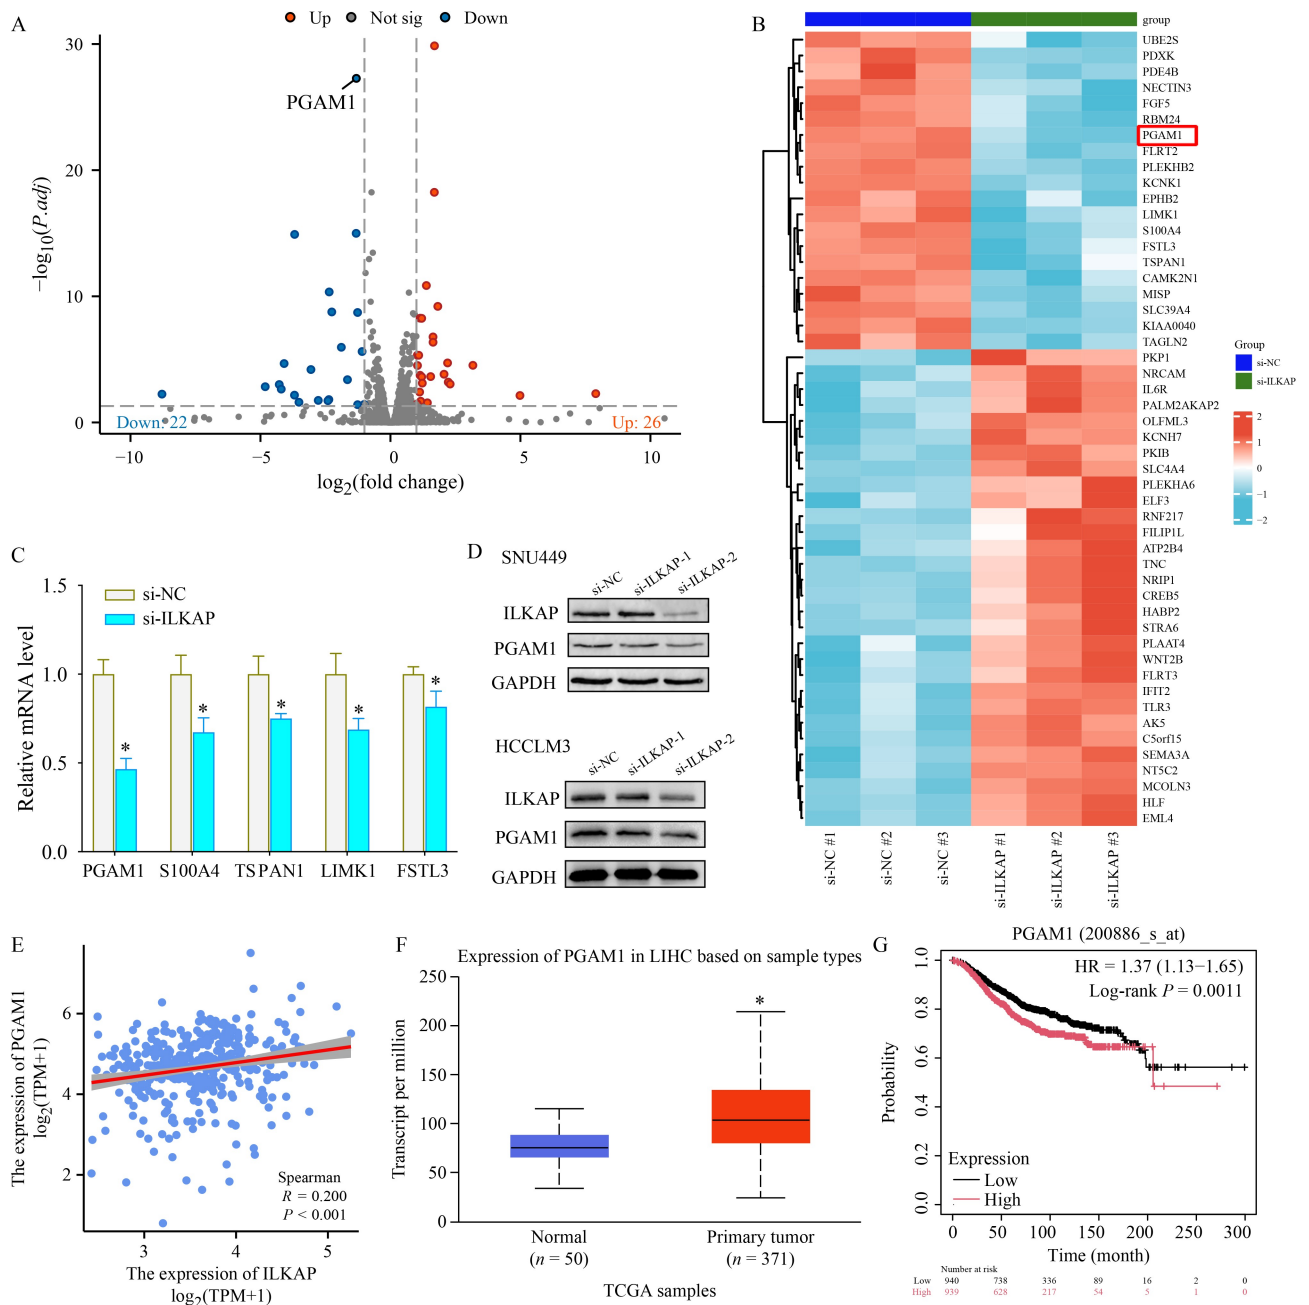 A
Up
Not sig
Down
30
20
10
0
PGAM1
Down: 22
Up: 26
−10
−5
0
5
10
−log10(P.adj)
log2(fold change)
B
group
UBE2S
PDXK
PDE4B
NECTIN3
FGF5
RBM24
PGAM1
FLRT2
PLEKHB2
KCNK1
EPHB2
LIMK1
S100A4
FSTL3
TSPAN1
CAMK2N1
MISP
SLC39A4
KIAA0040
TAGLN2
PKP1
NRCAM
IL6R
PALM2AKAP2
OLFML3
KCNH7
PKIB
SLC4A4
PLEKHA6
ELF3
RNF217
FILIP1L
ATP2B4
TNC
NRIP1
CREB5
HABP2
STRA6
PLAAT4
WNT2B
FLRT3
IFIT2
TLR3
AK5
C5orf15
SEMA3A
NT5C2
MCOLN3
HLF
EML4
si-NC #1
si-NC #2
si-NC #3
si-ILKAP #1
si-ILKAP #2
si-ILKAP #3
Group
si-NC
si-ILKAP
2
1
0
−1
−2
C
si-NC
si-ILKAP
1.5
1.0
0.5
0.0
Relative mRNA level
* * * * *
PGAM1
S100A4
TSPAN1
LIMK1
FSTL3
D
SNU449
si-NC
si-ILKAP-1
si-ILKAP-2
ILKAP
PGAM1
GAPDH
HCCLM3
si-NC
si-ILKAP-1
si-ILKAP-2
ILKAP
PGAM1
GAPDH
E
The expression of PGAM1
log2(TPM+1)
6
4
2
Spearman
R = 0.200
P < 0.001
3
4
5
The expression of ILKAP
log2(TPM+1)
F
Expression of PGAM1 in LIHC based on sample types
Transcript per million
250
200
150
100
50
0
*
Normal
(n = 50)
Primary tumor
(n = 371)
TCGA samples
G
PGAM1 (200886_s_at)
HR = 1.37 (1.13−1.65)
Log-rank P = 0.0011
Probability
1.0
0.8
0.6
0.4
0.2
0.0
Expression
Low
High
0 50 100 150 200 250 300
Time (month)
Number at risk
Low 940 738 336 89 16 2 0
High 939 628 217 54 5 1 0